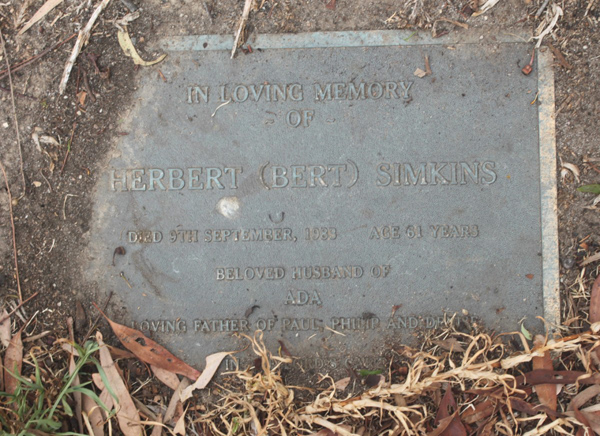 IN LOVING MEMORY
OF
HERBERT (BERT) SIMKINS
DIED 9TH SEPTEMBER, AGE 61 YEARS
BELOVED HUSBAND OF
ADA
LOVING FATHER OF PAUL, PHILIP AND